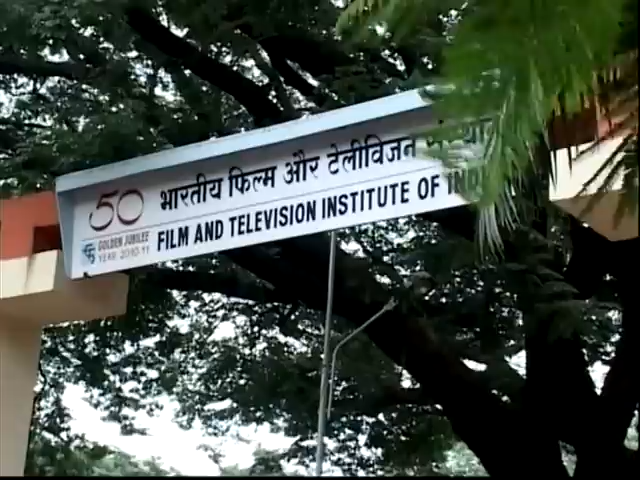 50
GOLDEN JUBILEE
YEAR 2010-11
भारतीय फिल्म और टेलीविजन
FILM AND TELEVISION INSTITUTE OF